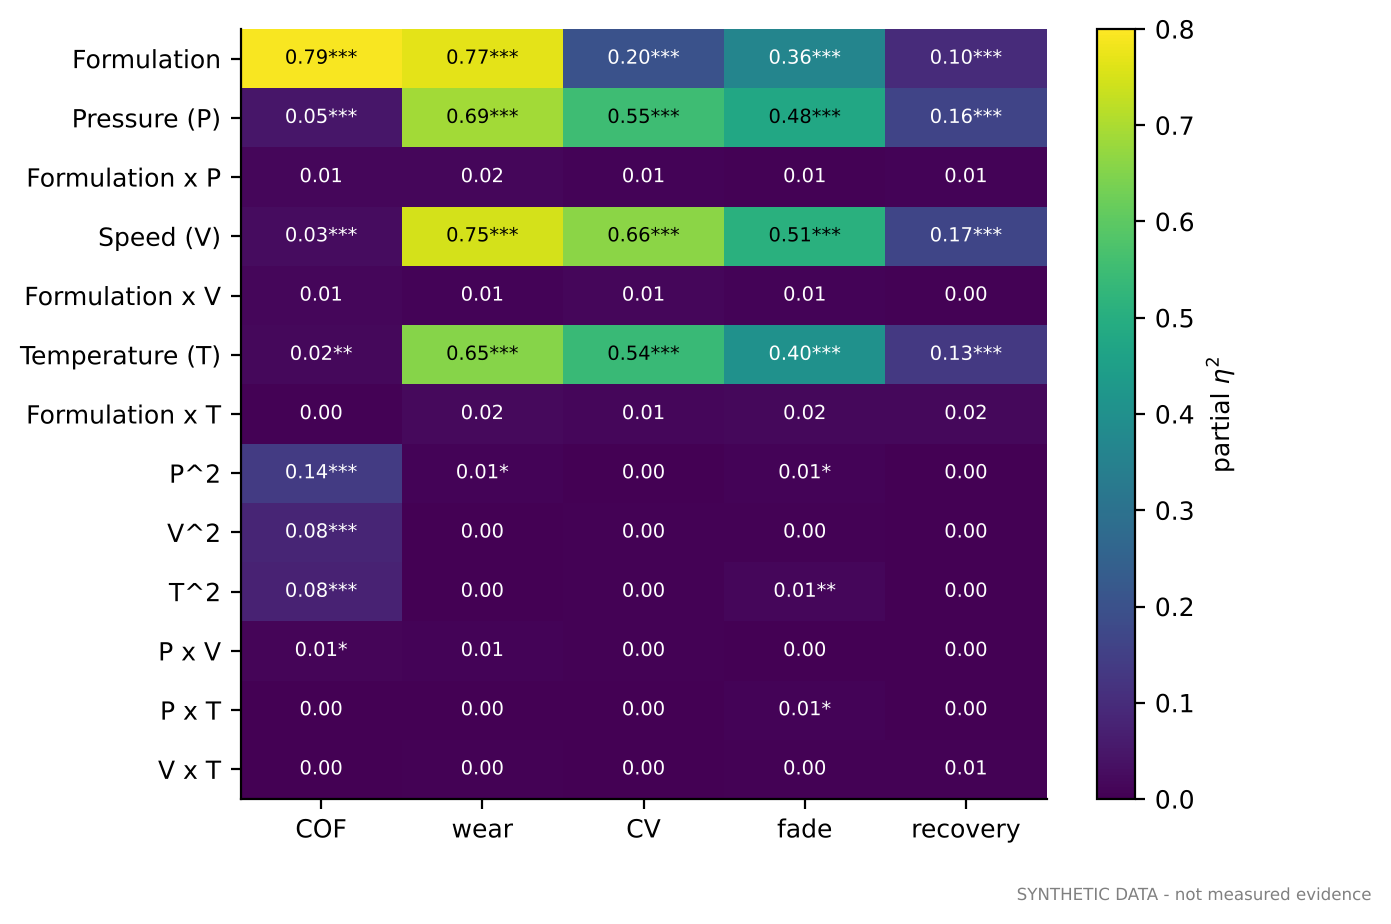 Formulation 0.79*** 0.77*** 0.20*** 0.36*** 0.10***
Pressure (P) 0.05*** 0.69*** 0.55*** 0.48*** 0.16***
Formulation x P 0.01 0.02 0.01 0.01 0.01
Speed (V) 0.03*** 0.75*** 0.66*** 0.51*** 0.17***
Formulation x V 0.01 0.01 0.01 0.01 0.00
Temperature (T) 0.02** 0.65*** 0.54*** 0.40*** 0.13***
Formulation x T 0.00 0.02 0.01 0.02 0.02
P^2 0.14*** 0.01* 0.00 0.01* 0.00
V^2 0.08*** 0.00 0.00 0.00 0.00
T^2 0.08*** 0.00 0.00 0.01** 0.00
P x V 0.01* 0.01 0.00 0.00 0.00
P x T 0.00 0.00 0.00 0.01* 0.00
V x T 0.00 0.00 0.00 0.00 0.01
COF wear CV fade recovery
0.8
0.7
0.6
0.5
0.4
0.3
0.2
0.1
0.0
partial η²
SYNTHETIC DATA - not measured evidence